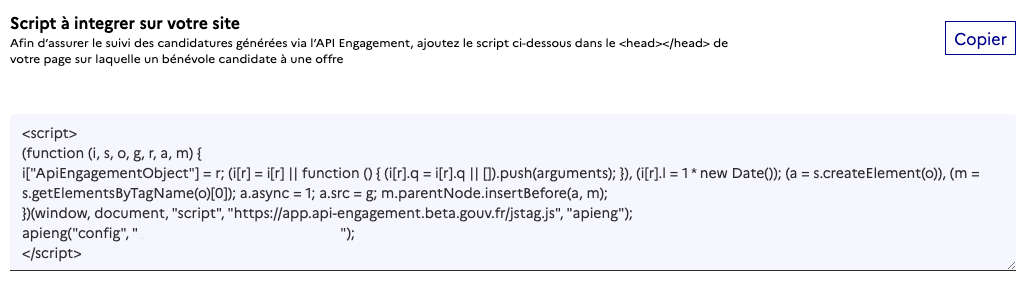 Script à integrer sur votre site
Afin d'assurer le suivi des candidatures générées via l'API Engagement, ajoutez le script ci-dessous dans le <head></head> de
votre page sur laquelle un bénévole candidate à une offre
Copier
<script>
(function (i, s, o, g, r, a, m) {
i["ApiEngagementObject"] = r; (i[r] = i[r] || function () { (i[r].q = i[r].q || []).push(arguments); }), (i[r].l = 1 * new Date()); (a = s.createElement(o)), (m =
s.getElementsByTagName(o)[0]); a.async = 1; a.src = g; m.parentNode.insertBefore(a, m);
})(window, document, "script", "https://app.api-engagement.beta.gouv.fr/jstag.js", "apieng");
apieng("config", " ");
</script>